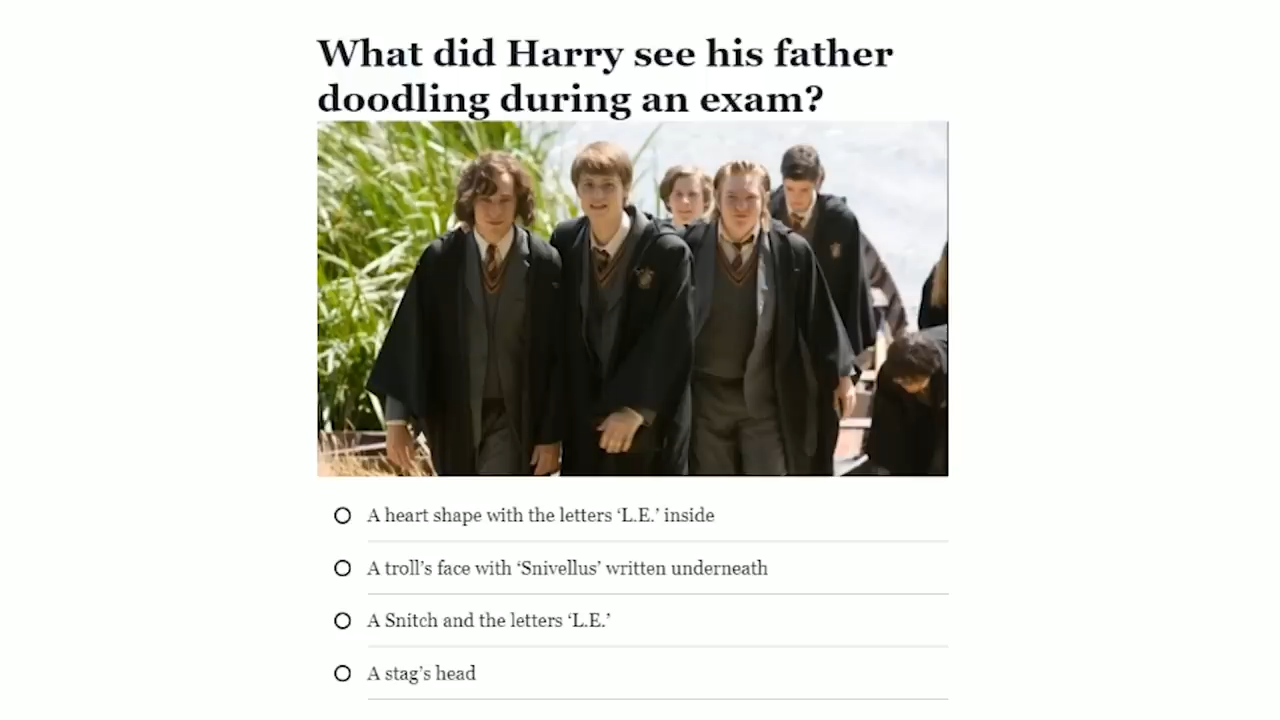 What did Harry see his father
doodling during an exam?
A heart shape with the letters ‘L.E.’ inside
A troll’s face with ‘Snivellus’ written underneath
A Snitch and the letters ‘L.E.’
A stag’s head